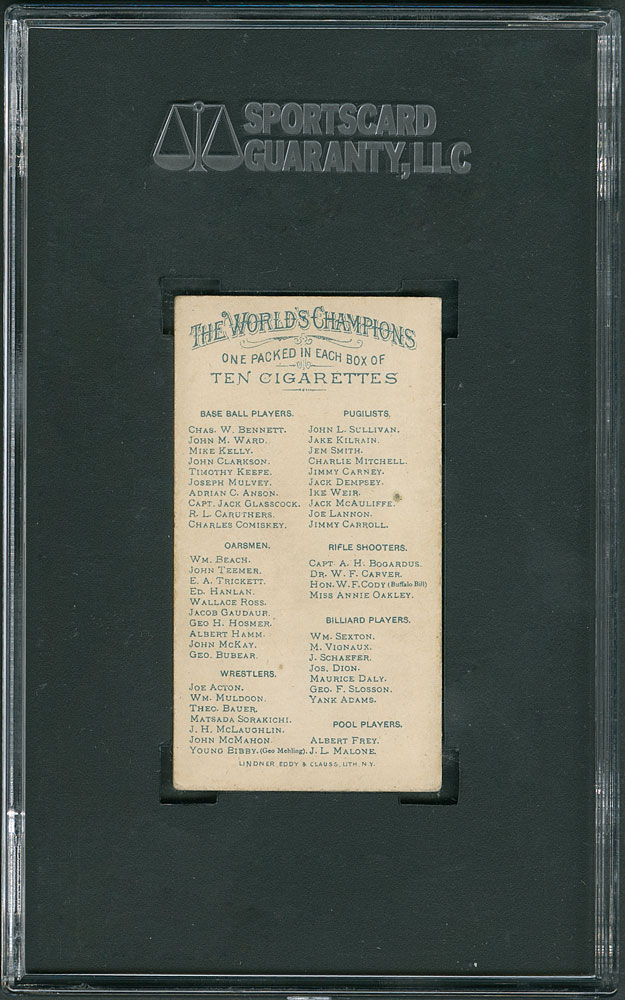 SPORTSCARD
GUARANTY, LLC
THE WORLD'S CHAMPIONS
ONE PACKED IN EACH BOX OF
TEN CIGARETTES
BASE BALL PLAYERS.
CHAS. W. BENNETT.
JOHN M. WARD.
MIKE KELLY.
JOHN CLARKSON.
TIMOTHY KEEFE.
JOSEPH MULVEY.
ADRIAN C. ANSON.
CAPT. JACK GLASSCOCK.
R. L. CARUTHERS.
CHARLES COMISKEY.
OARSMEN.
WM. BEACH.
JOHN TEEMER.
E. A. TRICKETT.
ED. HANLAN.
WALLACE ROSS.
JACOB GAUDAUR.
GEO H. HOSMER.
ALBERT HAMM.
JOHN MCKAY.
GEO. BUBEAR.
WRESTLERS.
JOE ACTON.
WM. MULDOON.
THEO. BAUER.
MATSADA SORAKICHI.
J. H. MCLAUGHLIN.
JOHN MCMAHON
YOUNG BIBBY. (Geo Mehling).
PUGILISTS.
JOHN L. SULLIVAN.
JAKE KILRAIN.
JEM SMITH.
CHARLIE MITCHELL.
JIMMY CARNEY.
JACK DEMPSEY.
IKE WEIR.
JACK MCAULIFFE.
JOE LANNON.
JIMMY CARROLL.
RIFLE SHOOTERS.
CAPT A. H. BOGARDUS.
DR. W. F. CARVER.
HON. W. F. CODY (Buffalo Bill)
MISS ANNIE OAKLEY.
BILLIARD PLAYERS.
WM. SEXTON.
M. VIGNAUX.
J. SCHAEFER.
JOS. DION.
MAURICE DALY.
GEO. F. SLOSSON.
YANK ADAMS.
POOL PLAYERS.
ALBERT FREY.
J. L. MALONE.
LINDNER, EDDY & CLAUSS, LITH. N.Y.